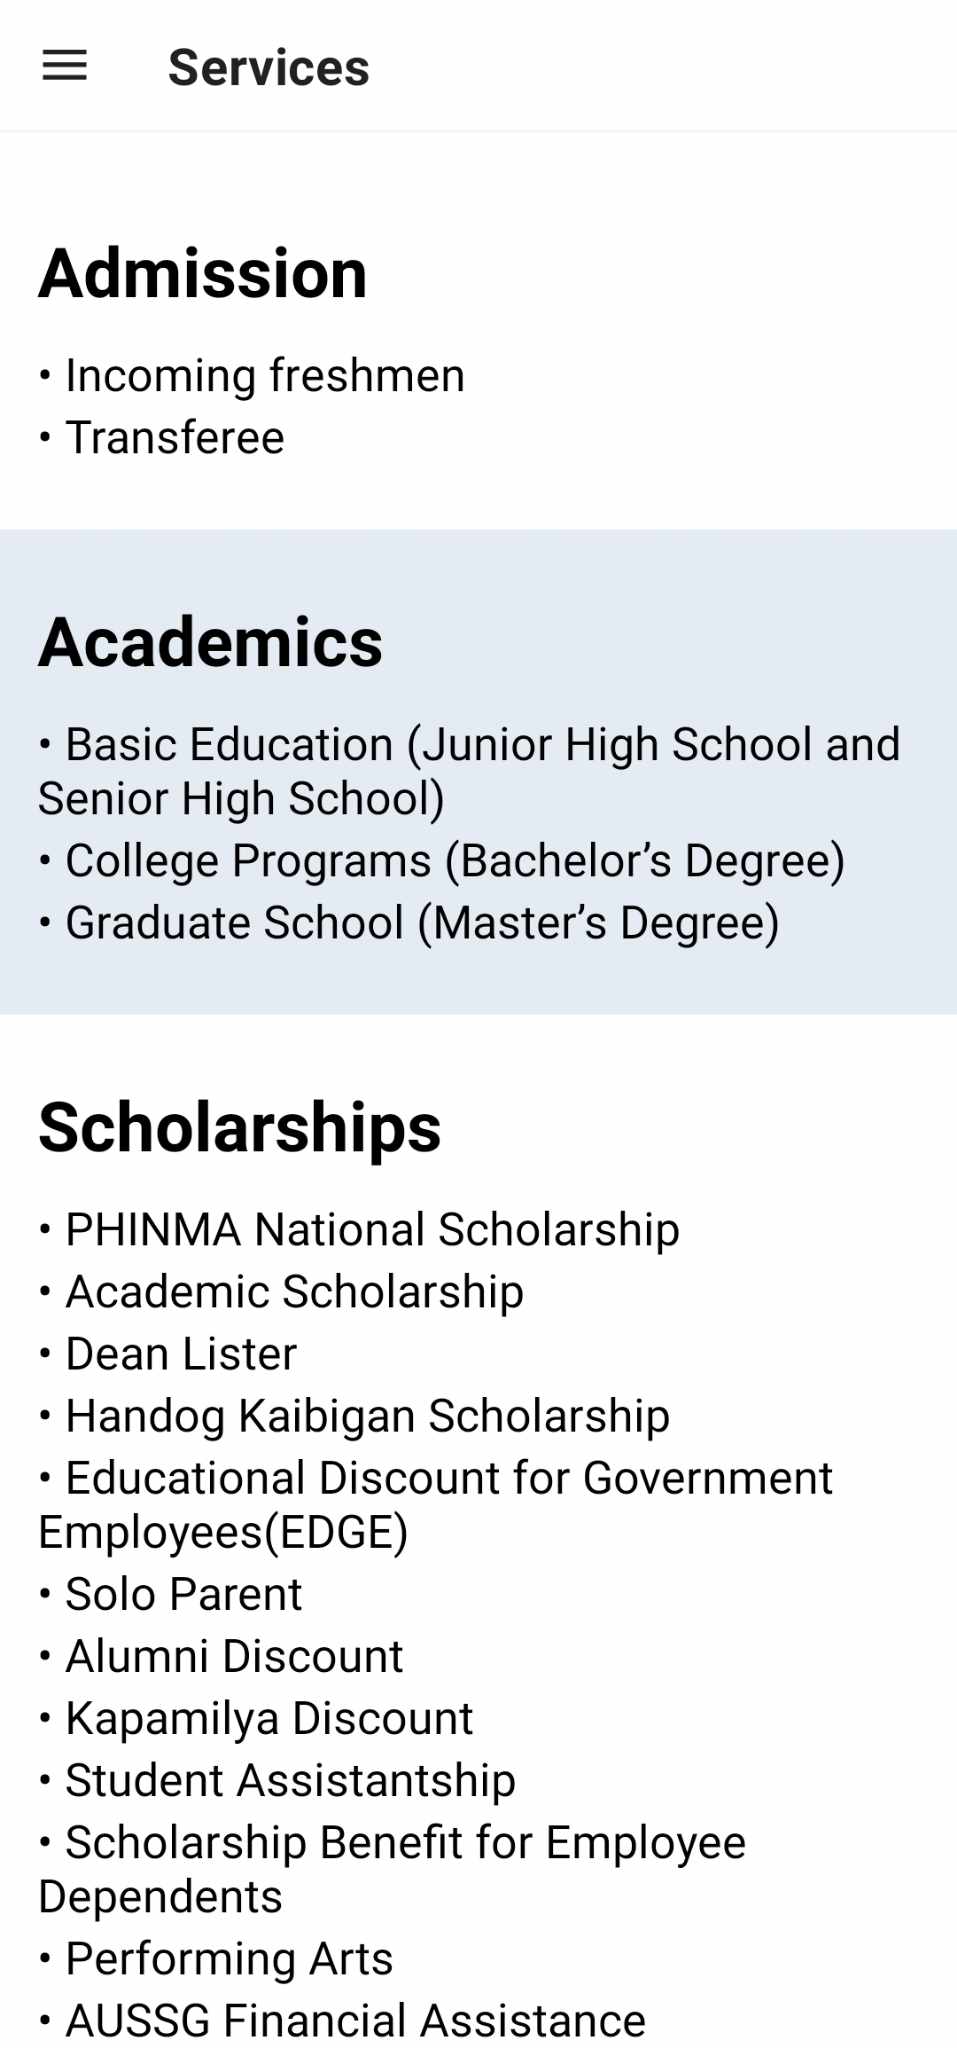 Services
Admission
• Incoming freshmen
• Transferee
Academics
• Basic Education (Junior High School and
Senior High School)
• College Programs (Bachelor’s Degree)
• Graduate School (Master’s Degree)
Scholarships
• PHINMA National Scholarship
• Academic Scholarship
• Dean Lister
• Handog Kaibigan Scholarship
• Educational Discount for Government
Employees(EDGE)
• Solo Parent
• Alumni Discount
• Kapamilya Discount
• Student Assistantship
• Scholarship Benefit for Employee
Dependents
• Performing Arts
• AUSSG Financial Assistance